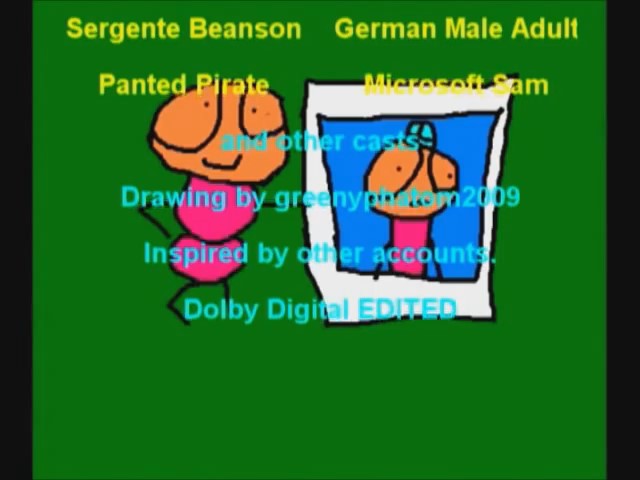 Sergente Beanson German Male Adult
Panted Pirate Microsoft Sam
and other casts
Drawing by greenyphatom2009
Inspired by other accounts.
Dolby Digital EDITED